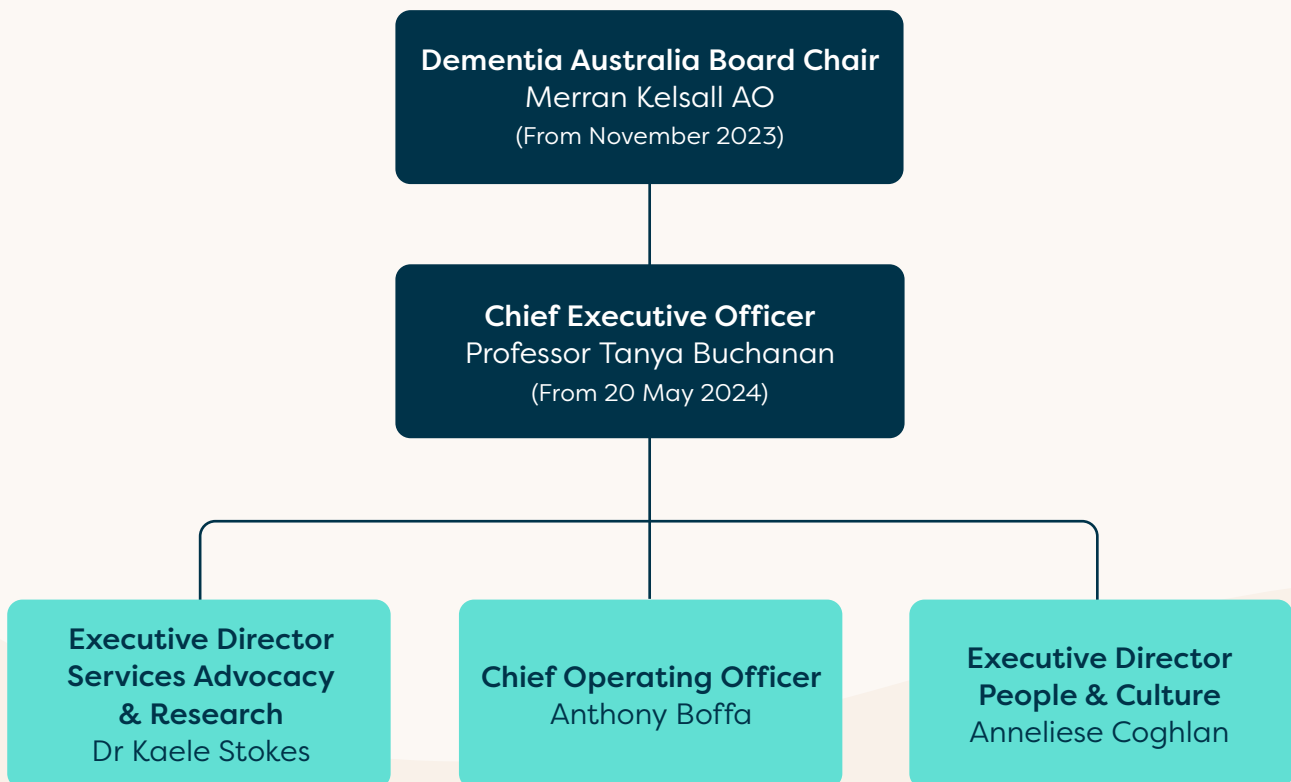 Dementia Australia Board Chair
Merran Kelsall AO
(From November 2023)
Chief Executive Officer
Professor Tanya Buchanan
(From 20 May 2024)
Executive Director
Services Advocacy
& Research
Dr Kaele Stokes
Chief Operating Officer
Anthony Boffa
Executive Director
People & Culture
Anneliese Coghlan